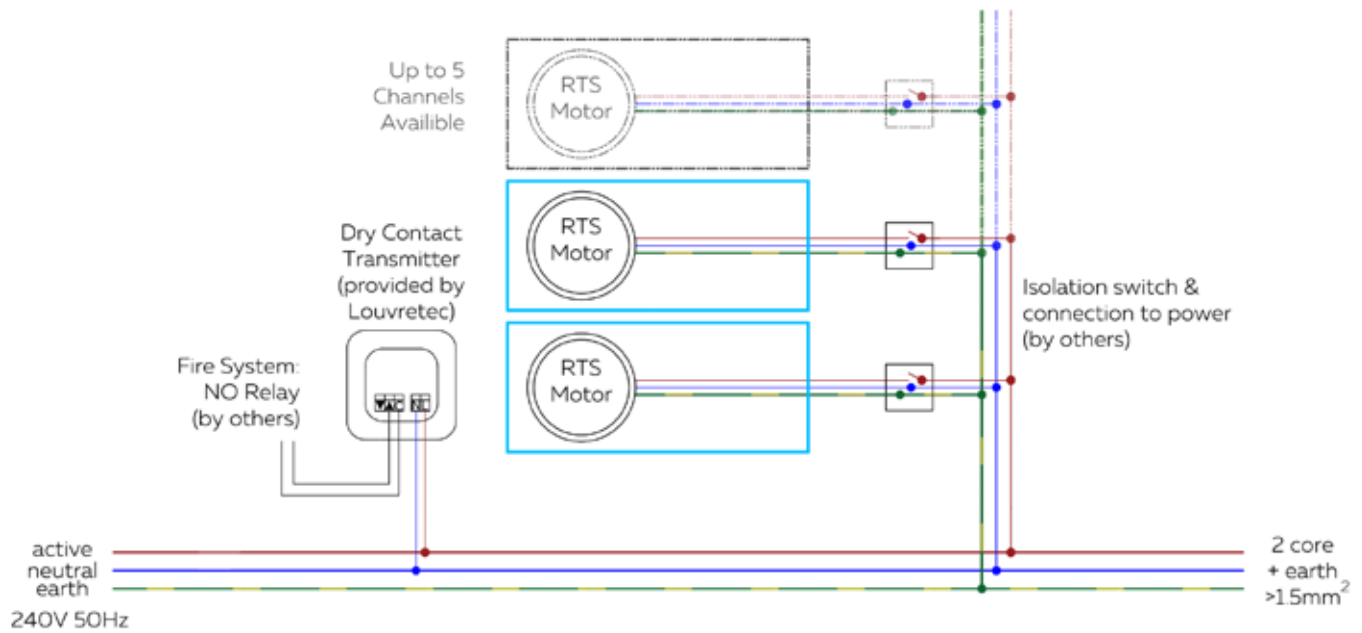 Up to 5
Channels
Availible
RTS
Motor
Dry Contact
Transmitter
(provided by
Louvretec)
RTS
Motor
Isolation switch &
connection to power
(by others)
Fire System:
NO Relay
(by others)
▼▲C NL
RTS
Motor
active
neutral
earth
240V 50Hz
2 core
+ earth
>1.5mm²